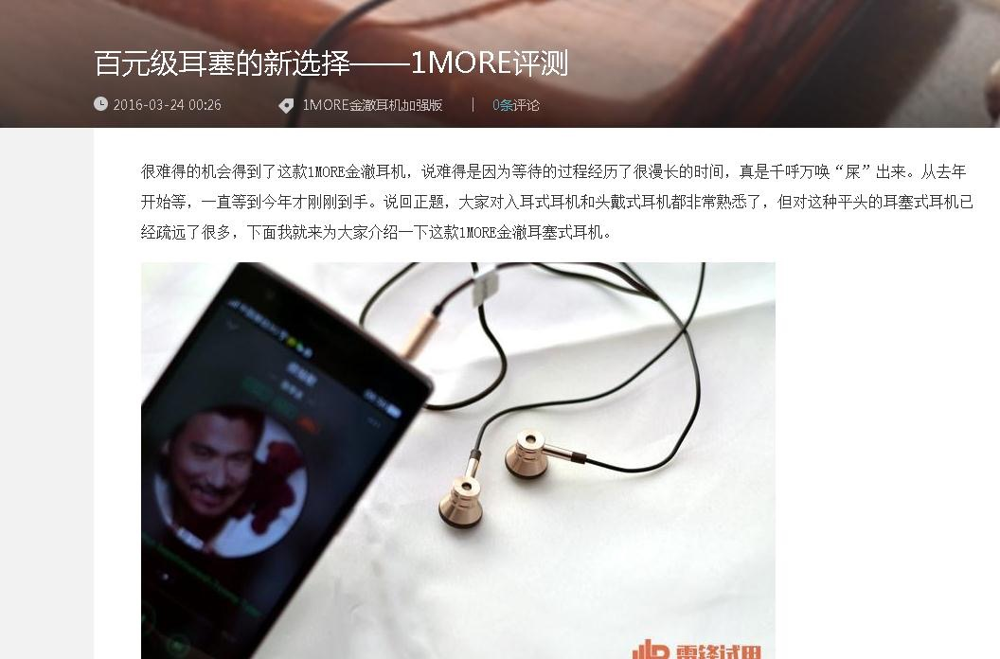 百元级耳塞的新选择——1MORE评测
2016-03-24 00:26 1MORE金澈耳机加强版 | 0条评论
很难得的机会得到了这款1MORE金澈耳机，说难得是因为等待的过程经历了很漫长的时间，真是千呼万唤“屎”出来。从去年
开始等，一直等到今年才刚刚到手。说回正题，大家对入耳式耳机和头戴式耳机都非常熟悉了，但对这种平头的耳塞式耳机已
经疏远了很多，下面我就来为大家介绍一下这款1MORE金澈耳塞式耳机。
雷锋试用